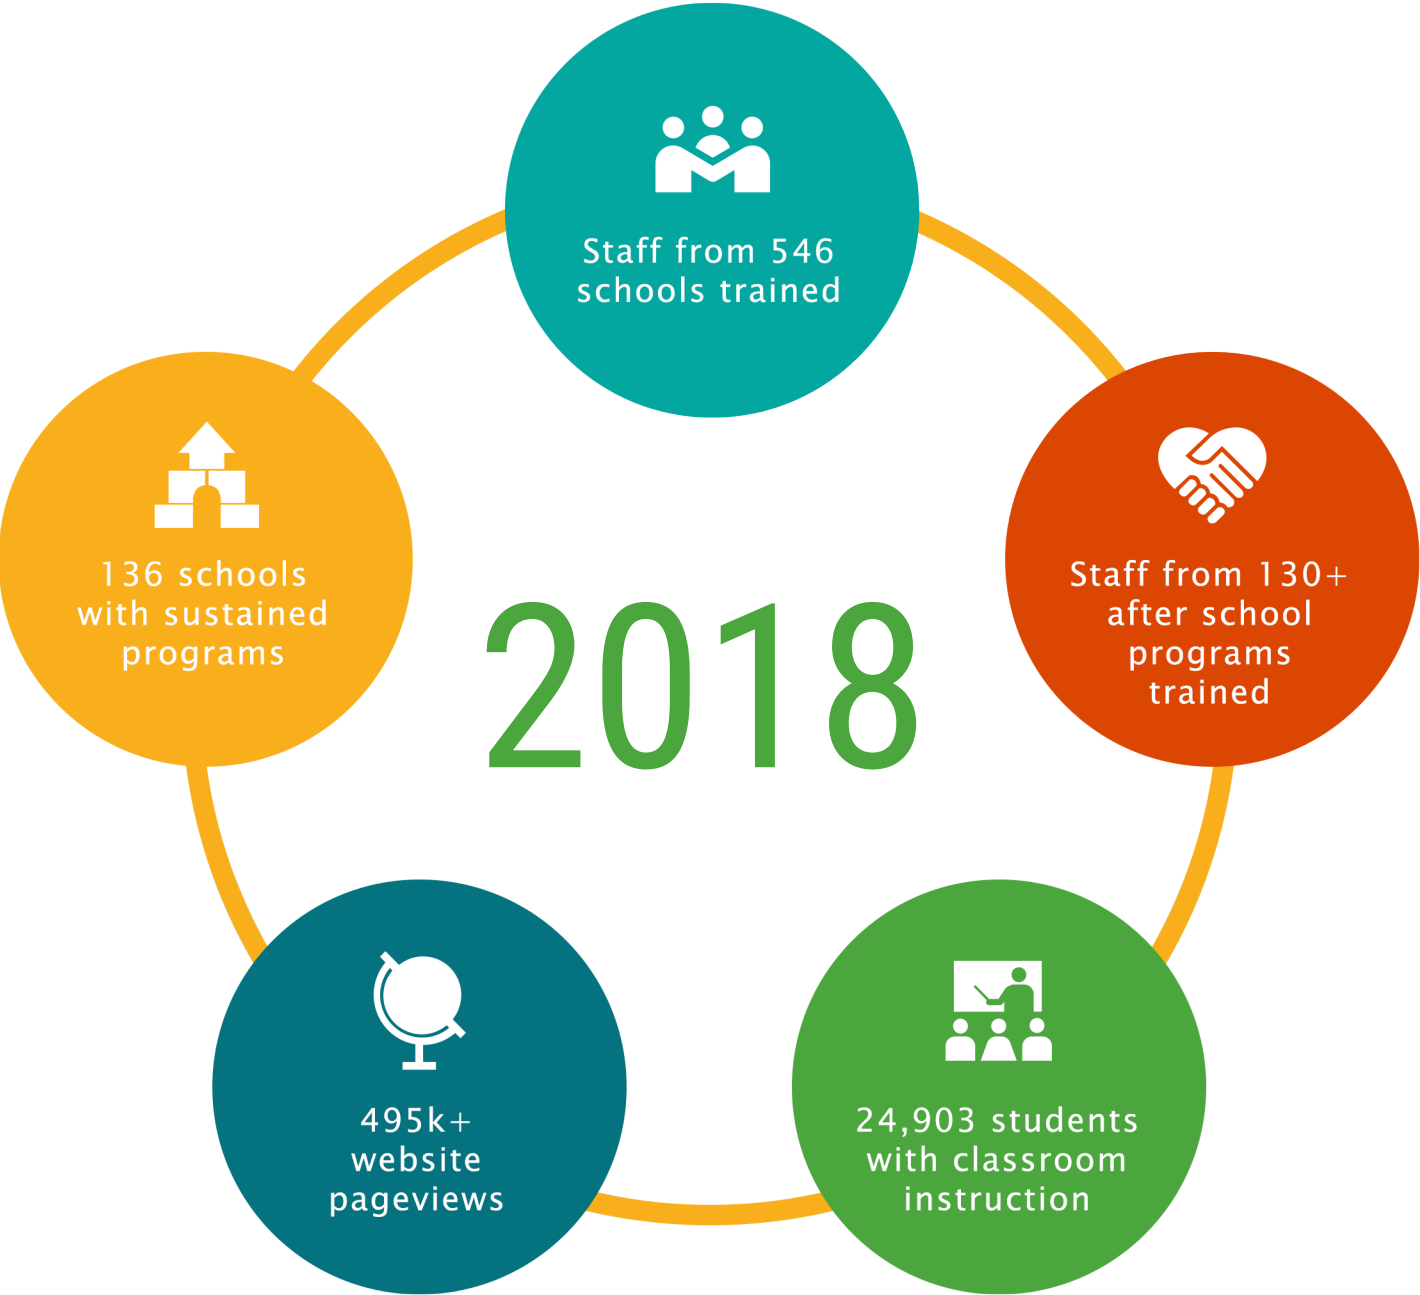 Staff from 546
schools trained
136 schools
with sustained
programs
Staff from 130+
after school
programs
trained
2018
495k+
website
pageviews
24,903 students
with classroom
instruction